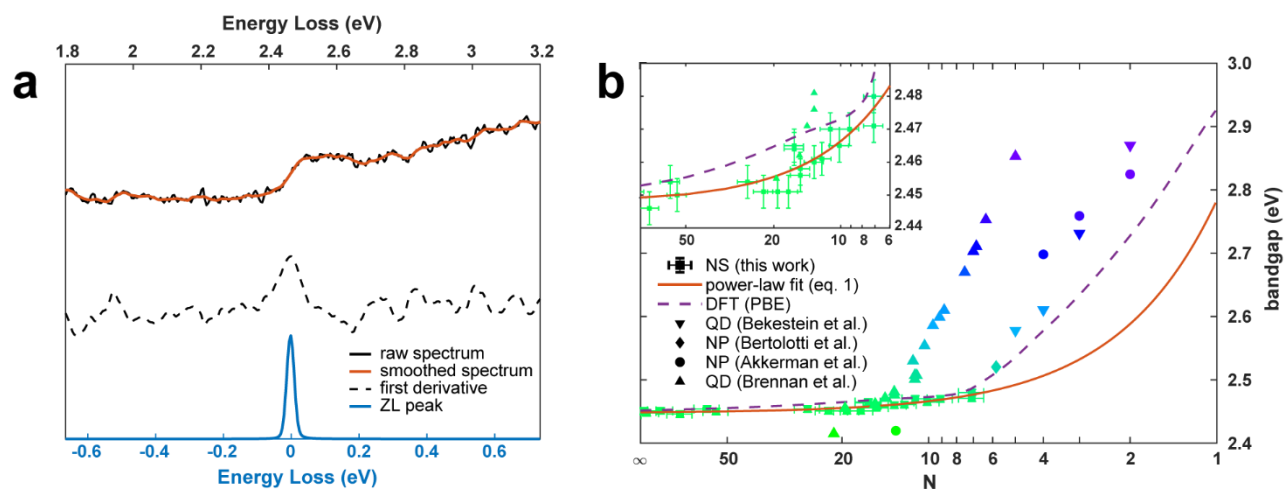 Energy Loss (eV)
1.8 2 2.2 2.4 2.6 2.8 3 3.2
a
raw spectrum
smoothed spectrum
first derivative
ZL peak
-0.6 -0.4 -0.2 0 0.2 0.4 0.6
Energy Loss (eV)
b
3.0
2.9
2.8
2.7
2.6
2.5
2.4
bandgap (eV)
2.48
2.47
2.46
2.45
2.44
50 20 10 8 6
NS (this work)
power-law fit (eq. 1)
DFT (PBE)
QD (Bekestein et al.)
NP (Bertolotti et al.)
NP (Akkerman et al.)
QD (Brennan et al.)
∞ 50 20 10 8 6 4 2 1
N